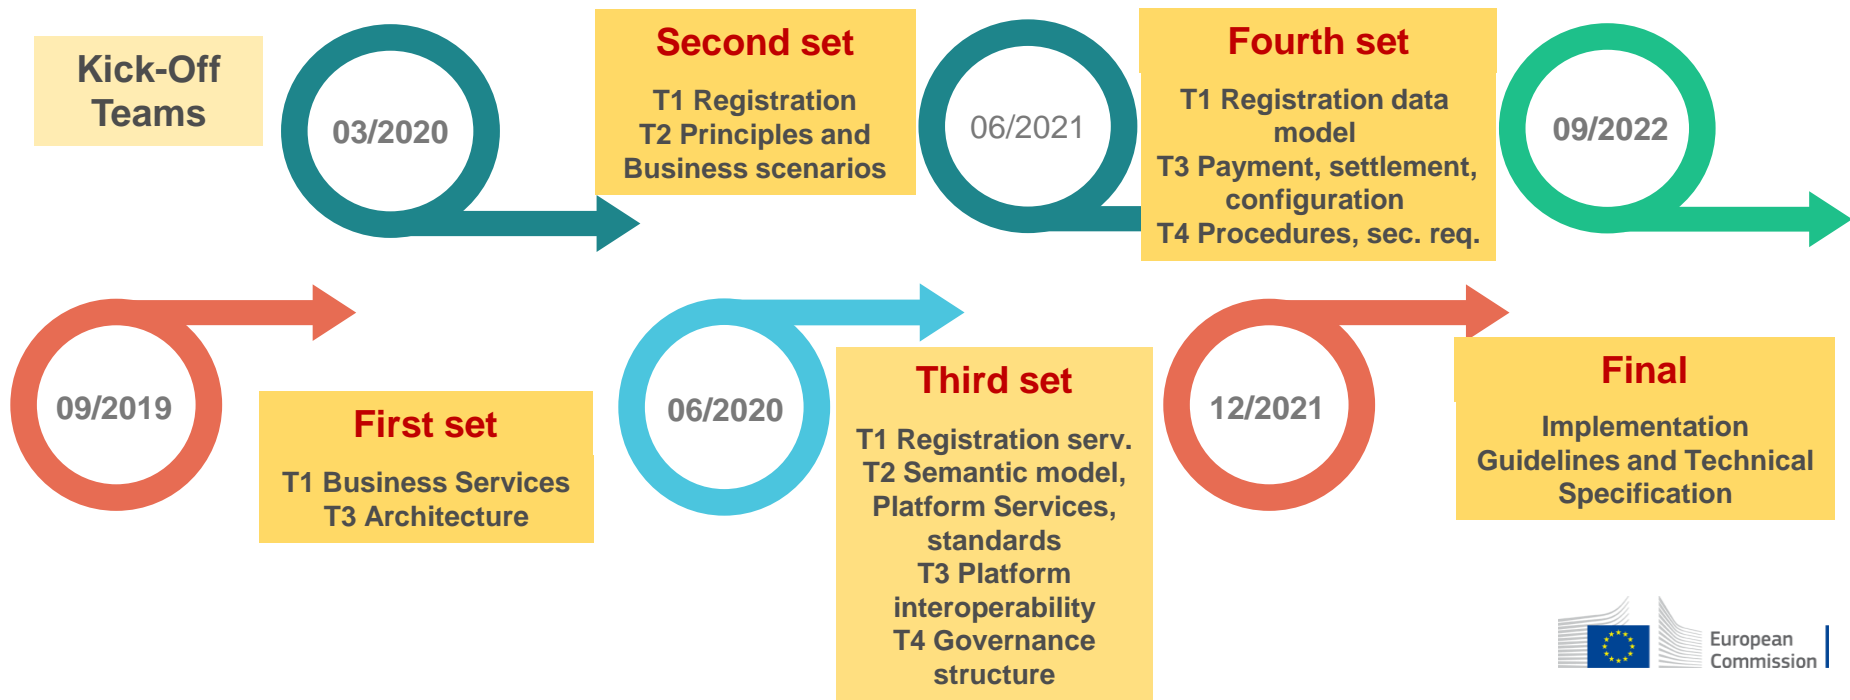 Kick-Off
Teams
09/2019
03/2020
First set
T1 Business Services
T3 Architecture
Second set
T1 Registration
T2 Principles and
Business scenarios
06/2020
Third set
T1 Registration serv.
T2 Semantic model,
Platform Services,
standards
T3 Platform
interoperability
T4 Governance
structure
06/2021
Fourth set
T1 Registration data
model
T3 Payment, settlement,
configuration
T4 Procedures, sec. req.
12/2021
09/2022
Final
Implementation
Guidelines and Technical
Specification
European
Commission